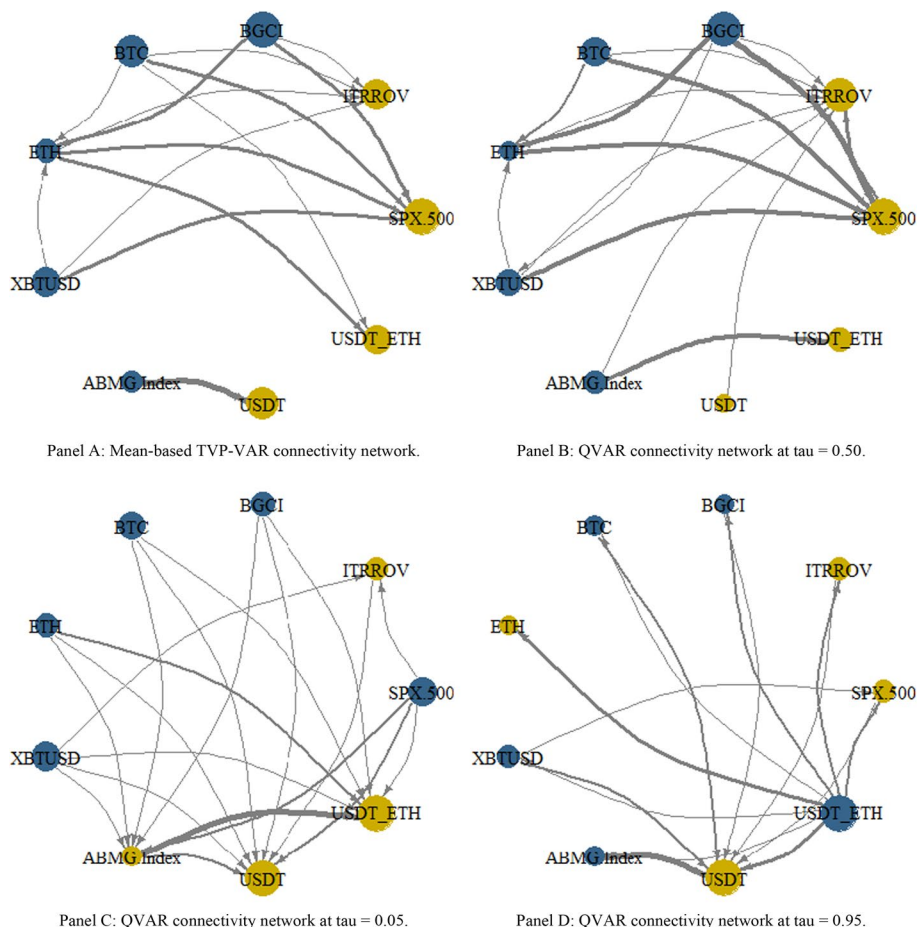 BGCI
BTC
ITRROV
ETH
SPX.500
XBTUSD
USDT_ETH
ABMG Index
USDT
Panel A: Mean-based TVP-VAR connectivity network.
BGCI
BTC
ITRROV
ETH
SPX.500
XBTUSD
USDT_ETH
ABMG Index
USDT
Panel B: QVAR connectivity network at tau = 0.50.
BGCI
BTC
ITRROV
ETH
SPX.500
XBTUSD
USDT_ETH
ABMG Index
USDT
Panel C: QVAR connectivity network at tau = 0.05.
BGCI
BTC
ITRROV
ETH
SPX.500
XBTUSD
USDT_ETH
ABMG Index
USDT
Panel D: QVAR connectivity network at tau = 0.95.